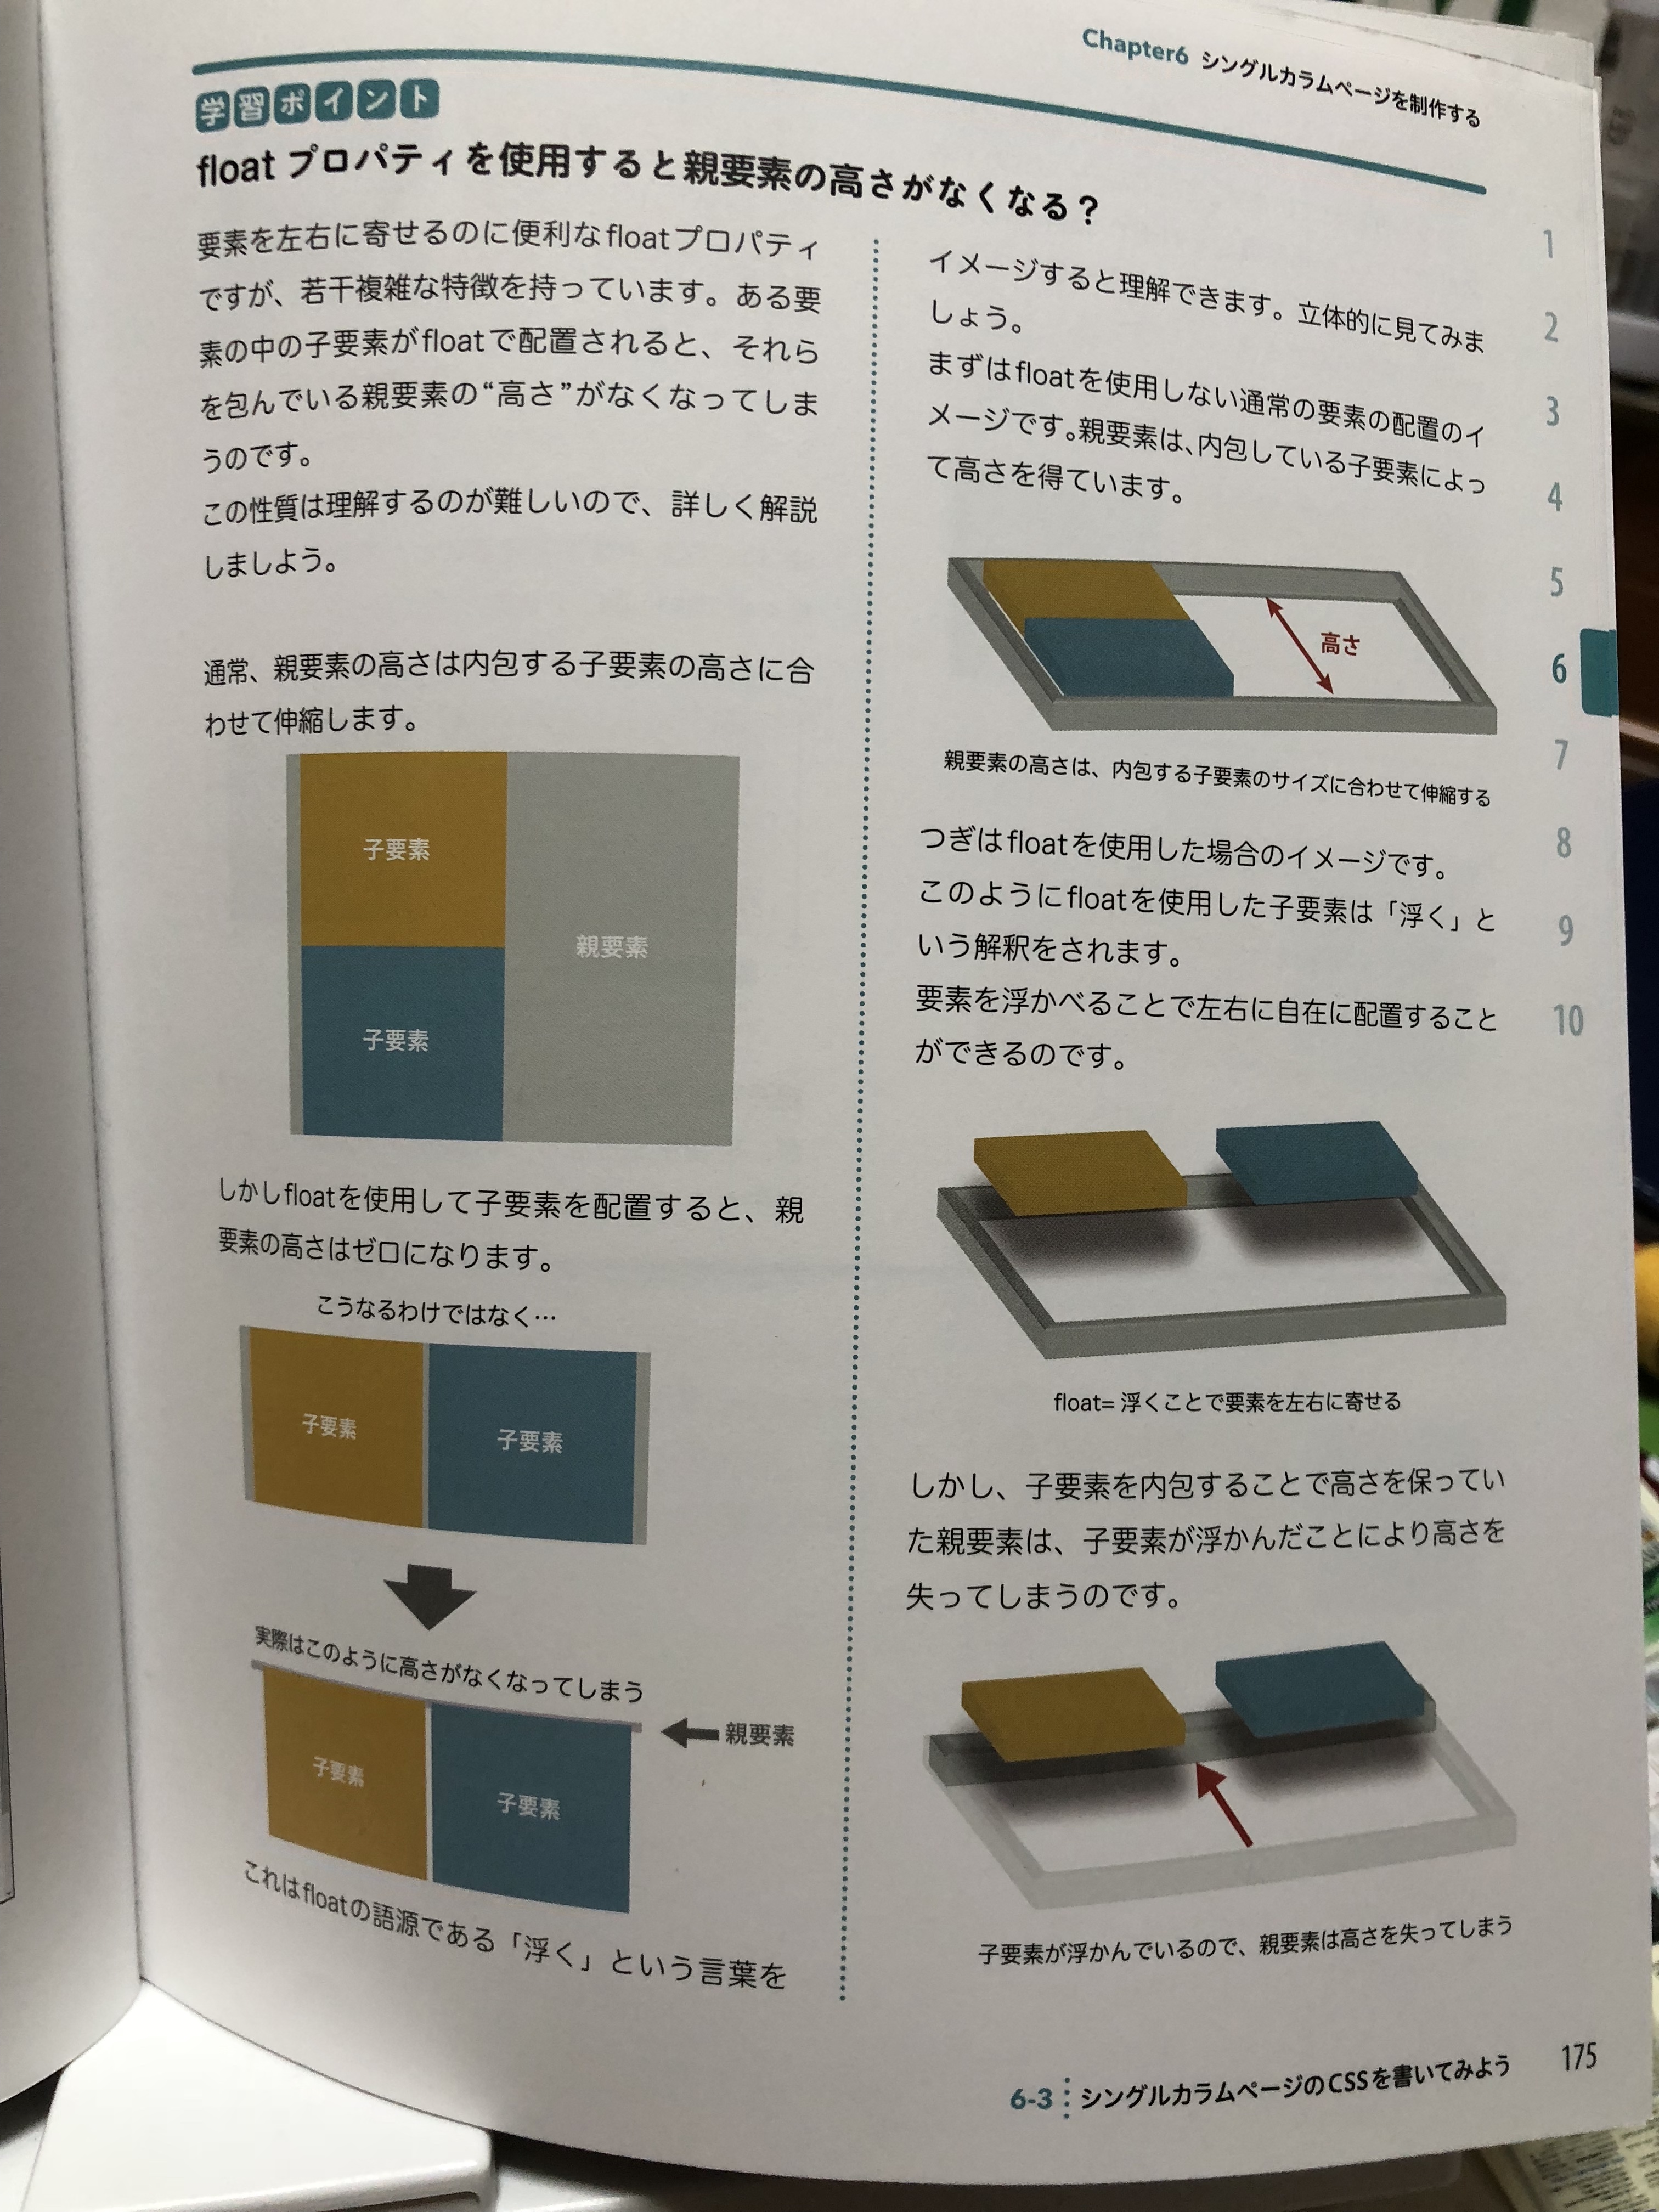 Chapter6 シングルカラムページを制作する
学習ポイント
float プロパティを使用すると親要素の高さがなくなる？
要素を左右に寄せるのに便利なfloatプロパティ
ですが、若干複雑な特徴を持っています。ある要
素の中の子要素がfloatで配置されると、それら
を包んでいる親要素の“高さ”がなくなってしま
うのです。
この性質は理解するのが難しいので、詳しく解説
しましよう。
通常、親要素の高さは内包する子要素の高さに合
わせて伸縮します。
子要素
親要素
子要素
しかしfloatを使用して子要素を配置すると、親
要素の高さはゼロになります。
こうなるわけではなく…
子要素
子要素
実際はこのように高さがなくなってしまう
親要素
子要素
子要素
これはfloatの語源である「浮く」という言葉を
イメージすると理解できます。立体的に見てみま
しょう。
まずはfloatを使用しない通常の要素の配置のイ
メージです。親要素は、内包している子要素によっ
て高さを得ています。
高さ
親要素の高さは、内包する子要素のサイズに合わせて伸縮する
つぎはfloatを使用した場合のイメージです。
このようにfloatを使用した子要素は「浮く」と
いう解釈をされます。
要素を浮かべることで左右に自在に配置すること
ができるのです。
float= 浮くことで要素を左右に寄せる
しかし、子要素を内包することで高さを保ってい
た親要素は、子要素が浮かんだことにより高さを
失ってしまうのです。
子要素が浮かんでいるので、親要素は高さを失ってしまう
1
2
3
4
5
6
7
8
9
10
6-3 シングルカラムページのCSSを書いてみよう
175